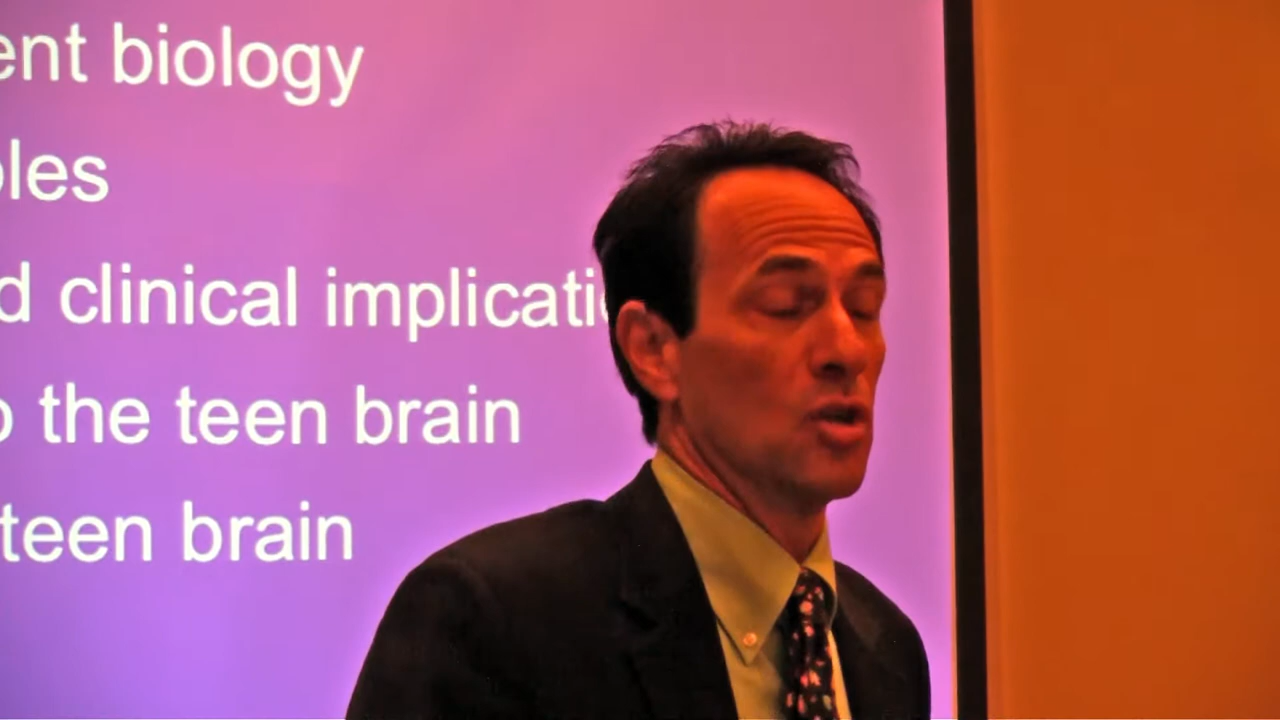 ent biology
oles
d clinical implicati
o the teen brain
teen brain